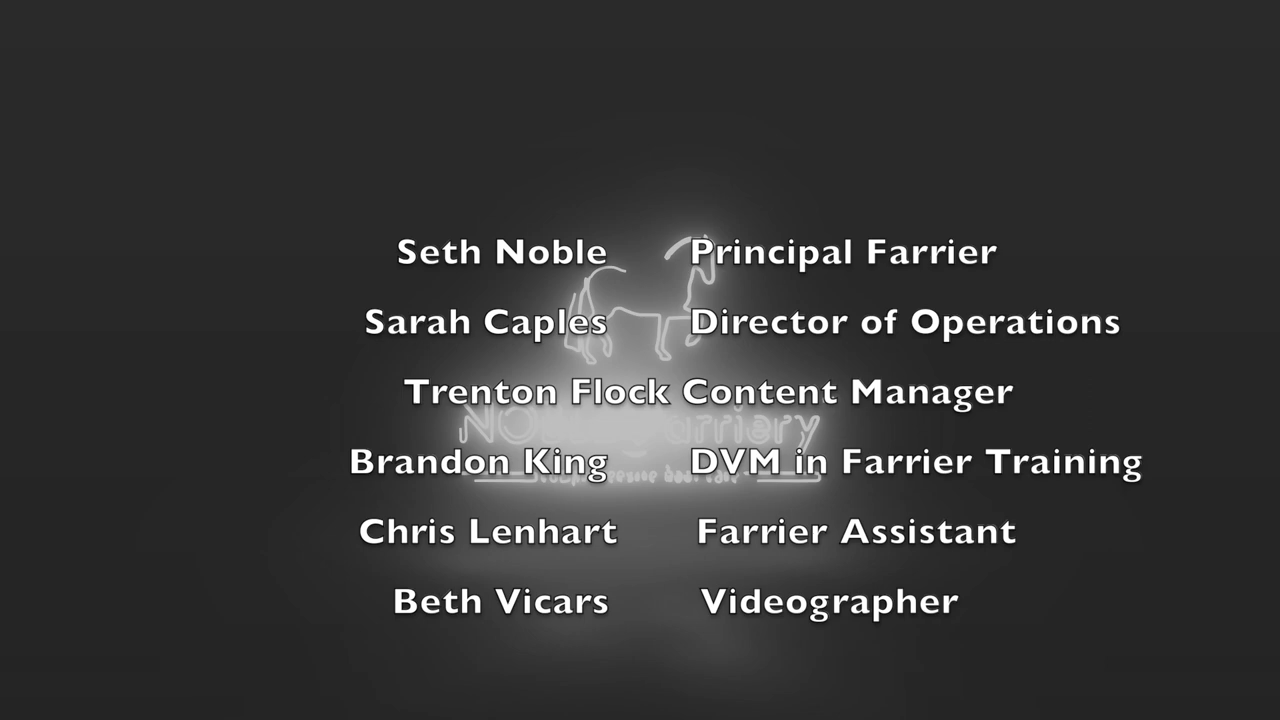 Seth Noble Principal Farrier
Sarah Caples Director of Operations
Trenton Flock Content Manager
Brandon King DVM in Farrier Training
Chris Lenhart Farrier Assistant
Beth Vicars Videographer